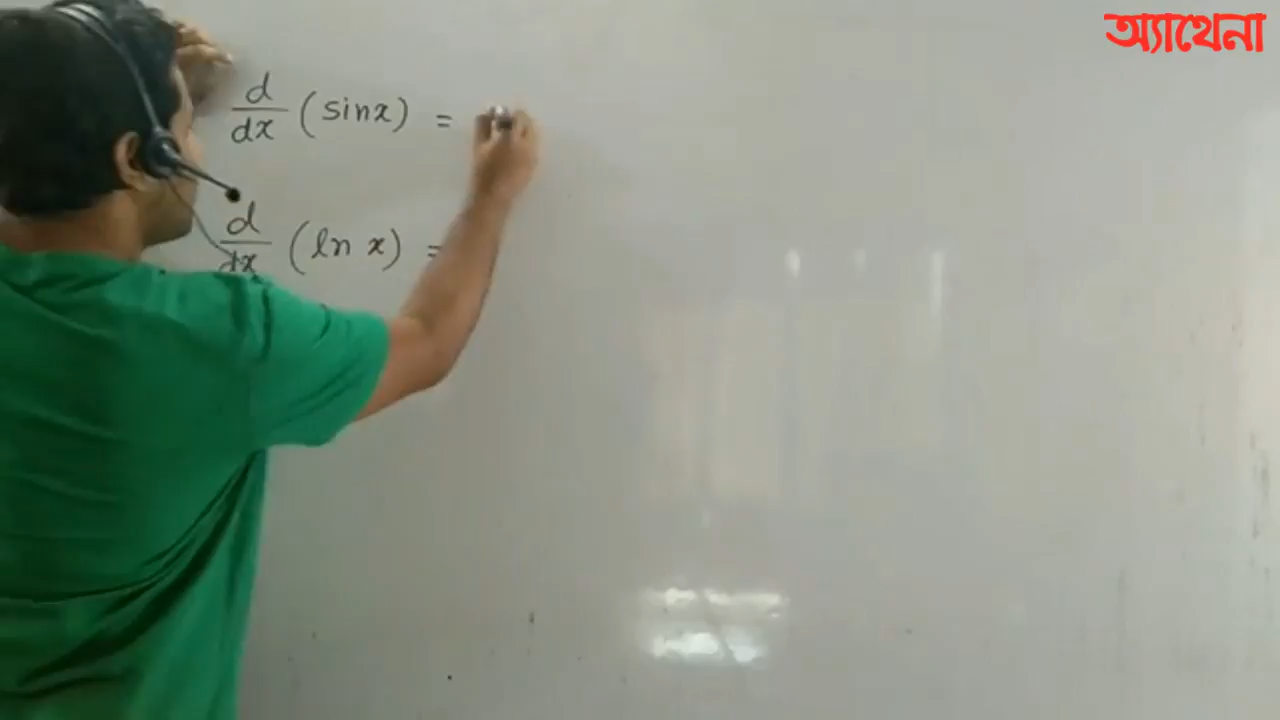 অ্যাথেনা
d/dx (sinx) =
d/dx (ln x) =